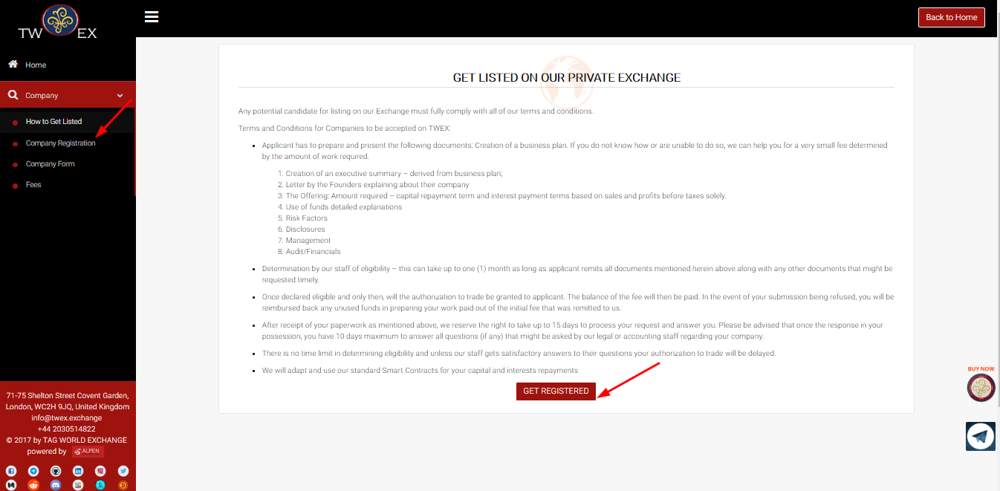 TW EX
Back to Home
Home
Company
How to Get Listed
Company Registration
Company Form
Fees
GET LISTED ON OUR PRIVATE EXCHANGE
Any potential candidate for listing on our Exchange must fully comply with all of our terms and conditions.
Terms and Conditions for Companies to be accepted on TWEX:
• Applicant has to prepare and present the following documents: Creation of a business plan. If you do not know how or are unable to do so, we can help you for a very small fee determined
by the amount of work required.
1. Creation of an executive summary – derived from business plan;
2. Letter by the Founders explaining about their company
3. The Offering: Amount required – capital repayment term and interest payment terms based on sales and profits before taxes solely.
4. Use of funds detailed explanations
5. Risk Factors
6. Disclosures
7. Management
8. Audit/Financials
• Determination by our staff of eligibility – this can take up to one (1) month as long as applicant remits all documents mentioned herein above along with any other documents that might be
requested timely.
• Once declared eligible and only then, will the authorization to trade be granted to applicant. The balance of the fee will then be paid. In the event of your submission being refused, you will be
reimbursed back any unused funds in preparing your work paid out of the initial fee that was remitted to us.
• After receipt of your paperwork as mentioned above, we reserve the right to take up to 15 days to process your request and answer you. Please be advised that once the response in your
possession, you have 10 days maximum to answer all questions (if any) that might be asked by our legal or accounting staff regarding your company.
• There is no time limit in determining eligibility and unless our staff gets satisfactory answers to their questions your authorization to trade will be delayed.
• We will adapt and use our standard Smart Contracts for your capital and interests repayments
GET REGISTERED
BUY NOW
71-75 Shelton Street Covent Garden,
London, WC2H 9JQ, United Kingdom
info@twex.exchange
+44 2030514822
© 2017 by TAG WORLD EXCHANGE
powered by ALPEN